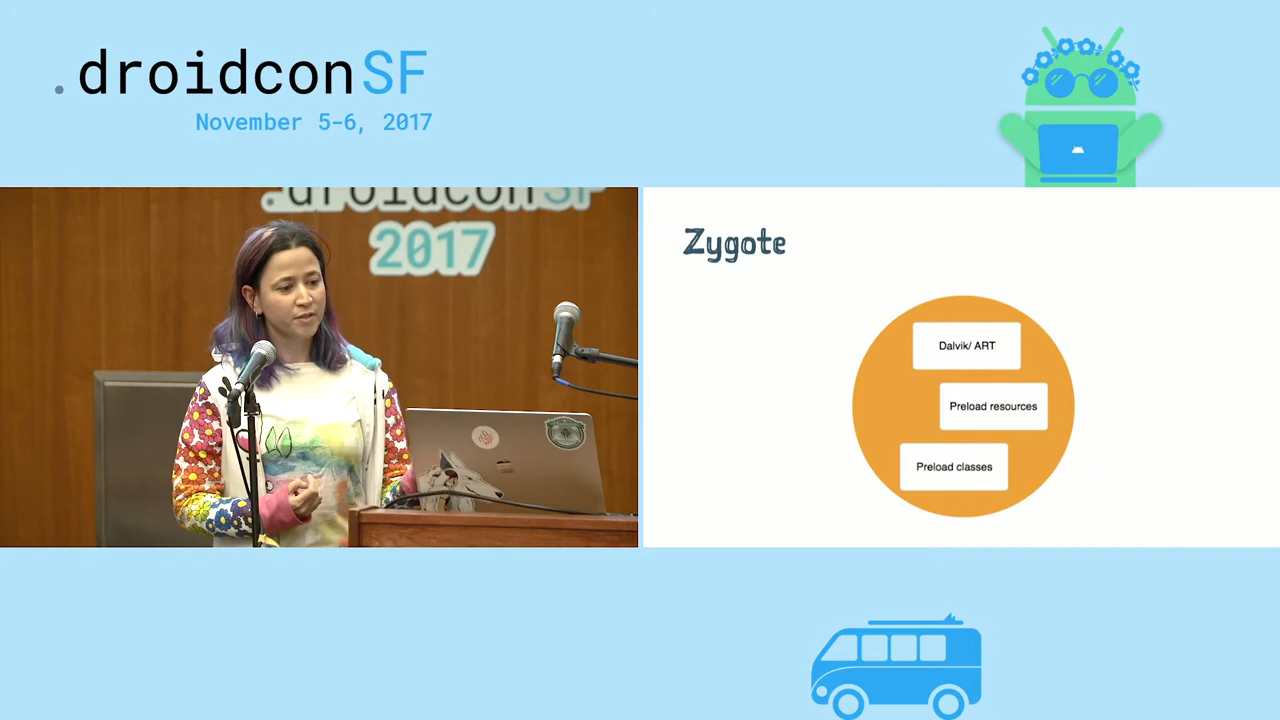 .droidconSF
November 5-6, 2017
.droidconSF
2017
Zygote
Dalvik/ ART
Preload resources
Preload classes